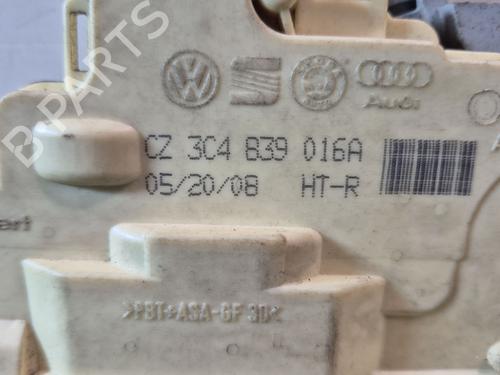 B-PARTS
Audi
CZ 3C4 839 016A
05/20/08 HT-R
>PBT+ASA-GF 30<